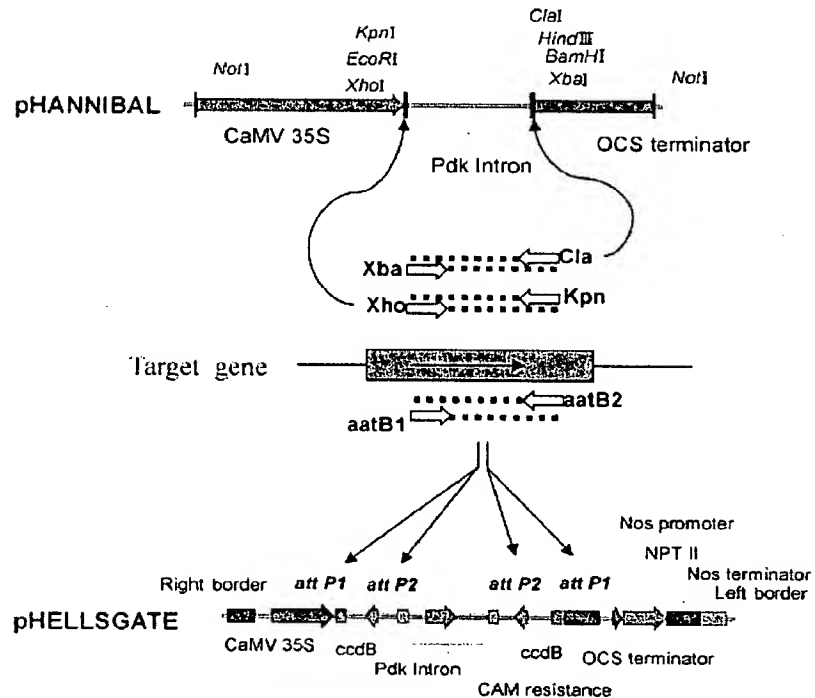 KpnI
EcoRI
XhoI
ClaI
HindIII
BamHI
XbaI
NotI
NotI
pHANNIBAL
CaMV 35S
OCS terminator
Pdk Intron
Xba
Cla
Xho
Kpn
Target gene
aatB1
aatB2
Nos promoter
NPT II
Nos terminator
Right border
att P1
att P2
att P2
att P1
Left border
pHELLSGATE
CaMV 35S
ccdB
Pdk Intron
ccdB
OCS terminator
CAM resistance